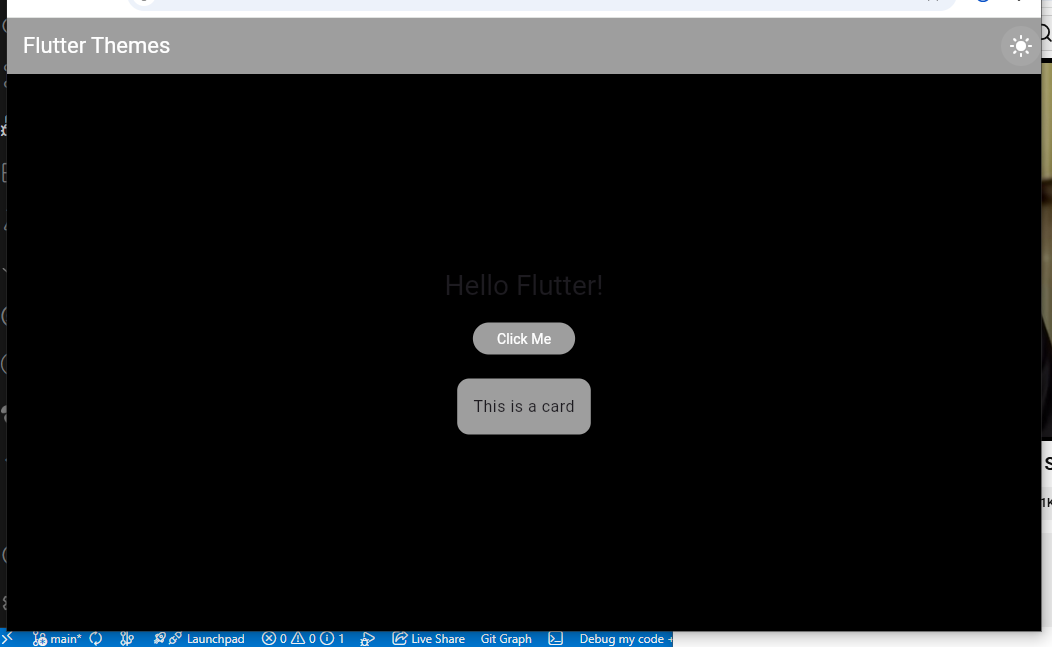 Flutter Themes
Hello Flutter!
Click Me
This is a card
S
1K
main*
Launchpad
0
0
1
Live Share
Git Graph
Debug my code